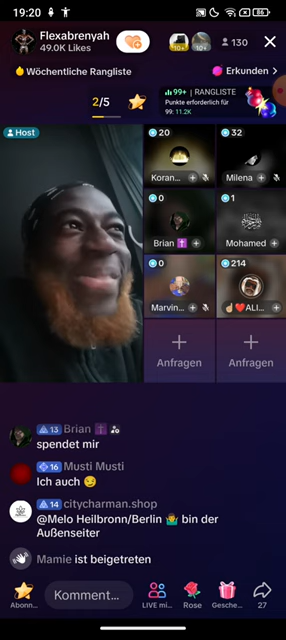 19:20
86
Flexabrenyah
49.0K Likes
10+
10+
130
Wöchentliche Rangliste
Erkunden >
2/5
99+ | RANGLISTE
Punkte erforderlich für
99: 11.2K
Host
20
Koran...
32
Milena
0
Brian ✝️
1
Mohamed
0
Marvin...
214
☝🏼❤️ALI...
Anfragen
Anfragen
13 Brian ✝️
spendet mir
16 Musti Musti
Ich auch 😏
14 citycharman.shop
@Melo Heilbronn/Berlin 🤷‍♂️ bin der
Außenseiter
Mamie ist beigetreten
Abonn...
Komment...
LIVE mi...
Rose
Gesche...
27